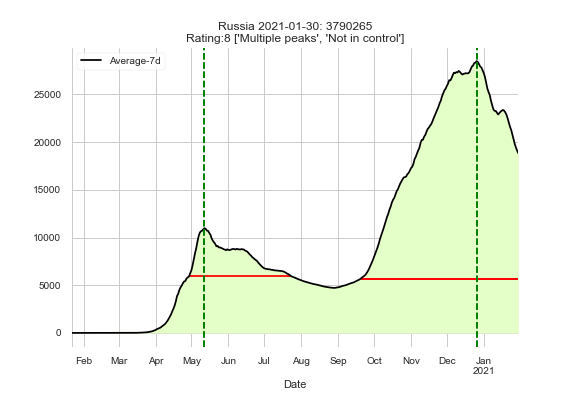 Russia 2021-01-30: 3790265
Rating:8 ['Multiple peaks', 'Not in control']
Average-7d
25000
20000
15000
10000
5000
0
Feb Mar Apr May Jun Jul Aug Sep Oct Nov Dec Jan
2021
Date